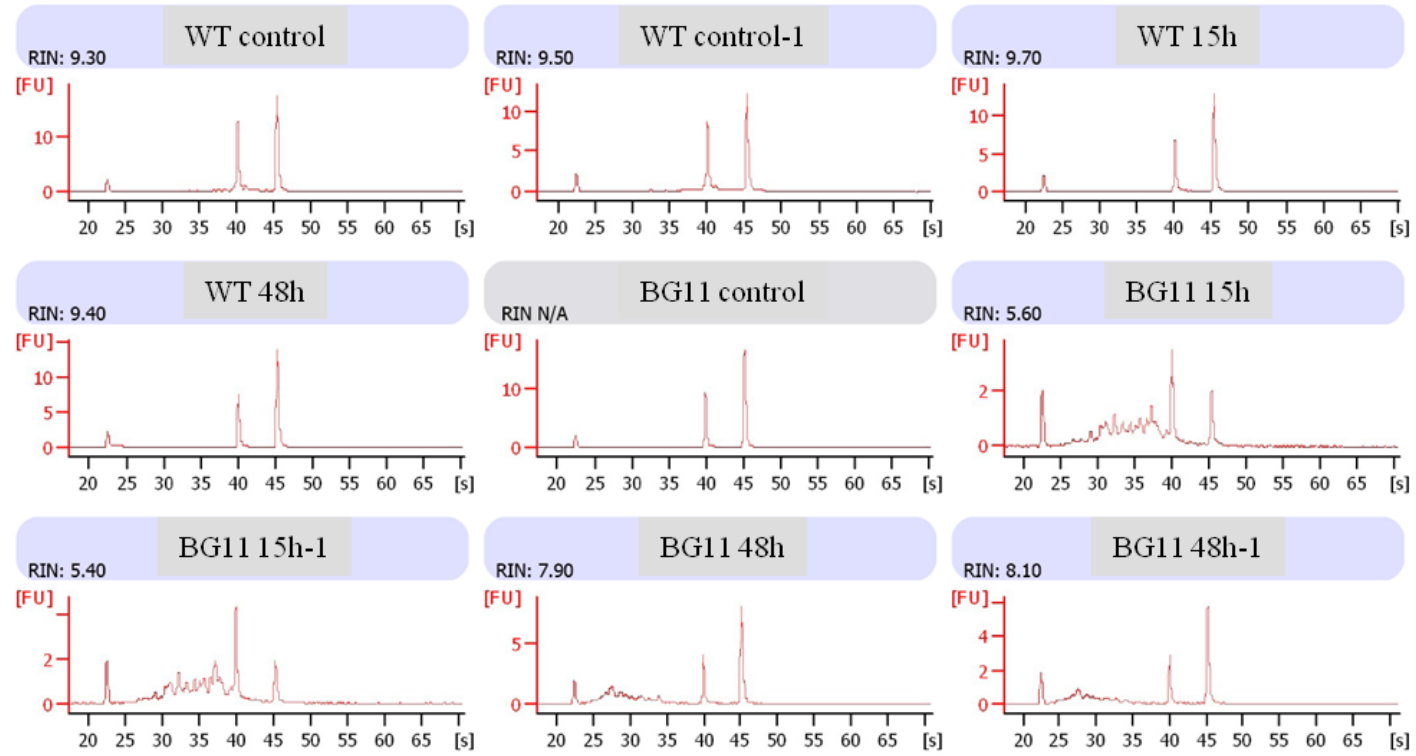 WT control
RIN: 9.30
[FU]
10
0
20 25 30 35 40 45 50 55 60 65 [s]
WT control-1
RIN: 9.50
[FU]
10
5
0
20 25 30 35 40 45 50 55 60 65 [s]
WT 15h
RIN: 9.70
[FU]
10
5
0
20 25 30 35 40 45 50 55 60 65 [s]
WT 48h
RIN: 9.40
[FU]
10
5
0
20 25 30 35 40 45 50 55 60 65 [s]
BG11 control
RIN N/A
[FU]
10
0
20 25 30 35 40 45 50 55 60 65 [s]
BG11 15h
RIN: 5.60
[FU]
2
0
20 25 30 35 40 45 50 55 60 65 [s]
BG11 15h-1
RIN: 5.40
[FU]
2
0
20 25 30 35 40 45 50 55 60 65 [s]
BG11 48h
RIN: 7.90
[FU]
5
0
20 25 30 35 40 45 50 55 60 65 [s]
BG11 48h-1
RIN: 8.10
[FU]
4
2
0
20 25 30 35 40 45 50 55 60 65 [s]